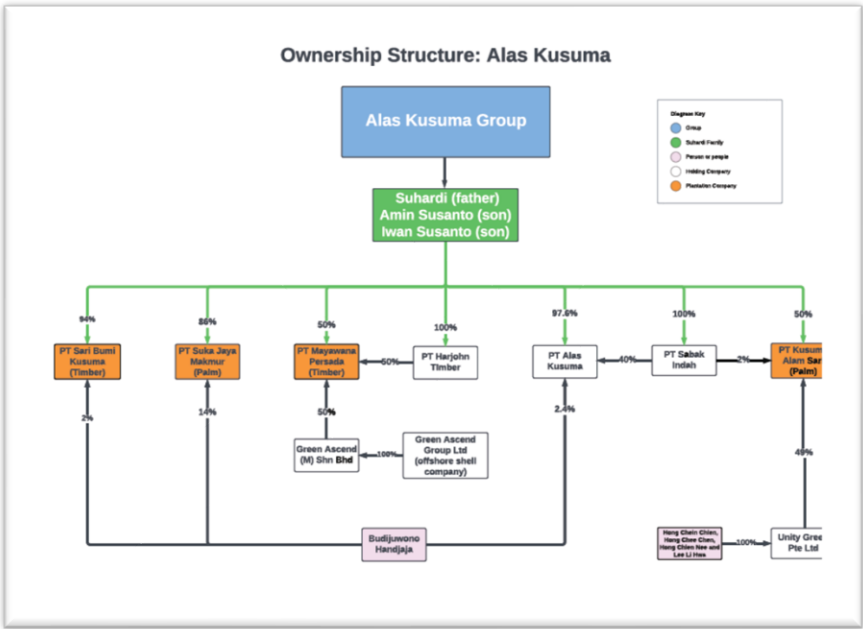 Ownership Structure: Alas Kusuma
Alas Kusuma Group
Diagram Key
Group
Suhardi Family
Person or people
Holding Company
Plantation Company
Suhardi (father)
Amin Susanto (son)
Iwan Susanto (son)
94%
86%
50%
100%
97.6%
100%
50%
PT Sari Bumi
Kusuma
(Timber)
PT Suka Jaya
Makmur
(Palm)
PT Mayawana
Persada
(Timber)
50%
PT Harjohn
Timber
PT Alas
Kusuma
40%
PT Sabak
Indah
2%
PT Kusum
Alam Sar
(Palm)
2%
14%
50%
2.4%
Green Ascend
(M) Shn Bhd
100%
Green Ascend
Group Ltd
(offshore shell
company)
49%
Budijuwono
Handjaja
Hong Chein Chien,
Hong Chee Chen,
Hong Chien Nee and
Lee Li Hwa
100%
Unity Gree
Pte Ltd